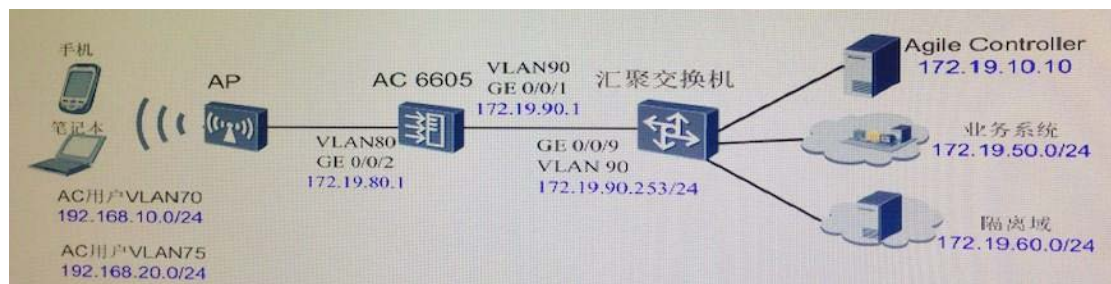 手机
笔记本
AC用户VLAN70
192.168.10.0/24
AC用户VLAN75
192.168.20.0/24
AP
VLAN80
GE 0/0/2
172.19.80.1
AC 6605
VLAN90
GE 0/0/1
172.19.90.1
汇聚交换机
GE 0/0/9
VLAN 90
172.19.90.253/24
Agile Controller
172.19.10.10
业务系统
172.19.50.0/24
隔离域
172.19.60.0/24